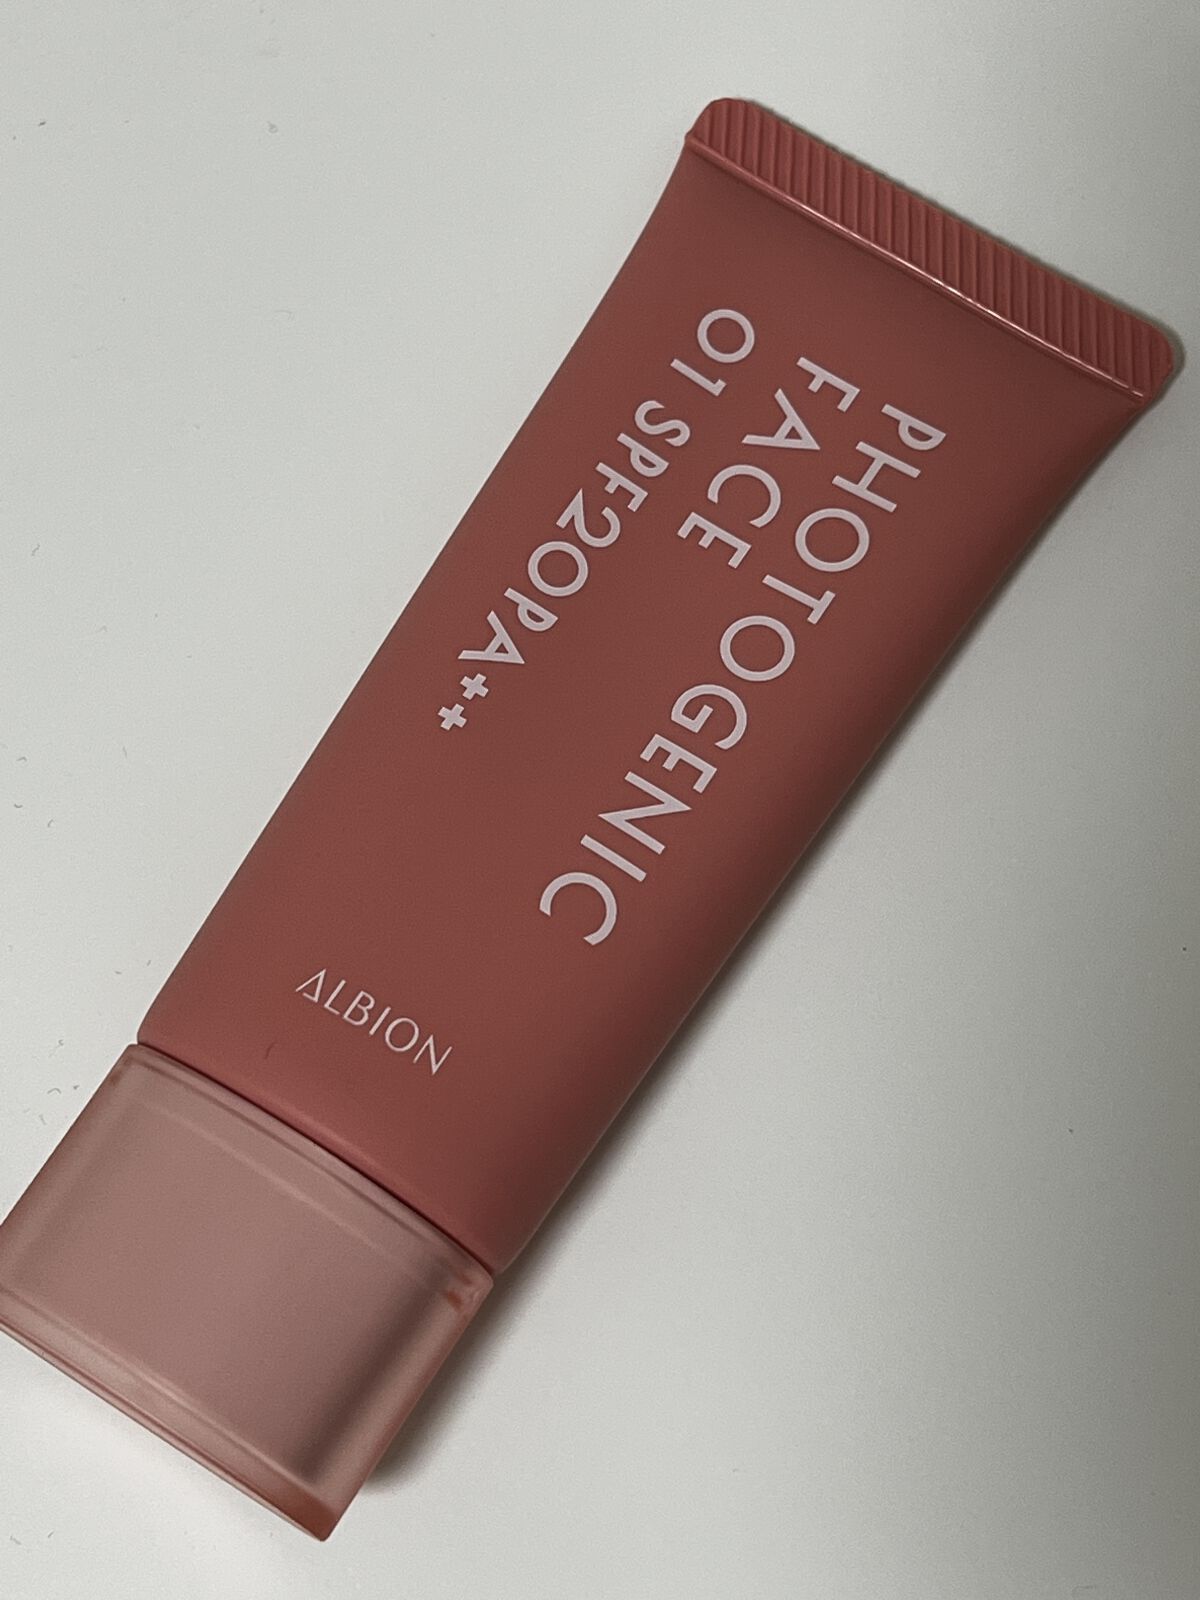 PHOTOGENIC
FACE
01 SPF20PA++
ALBION